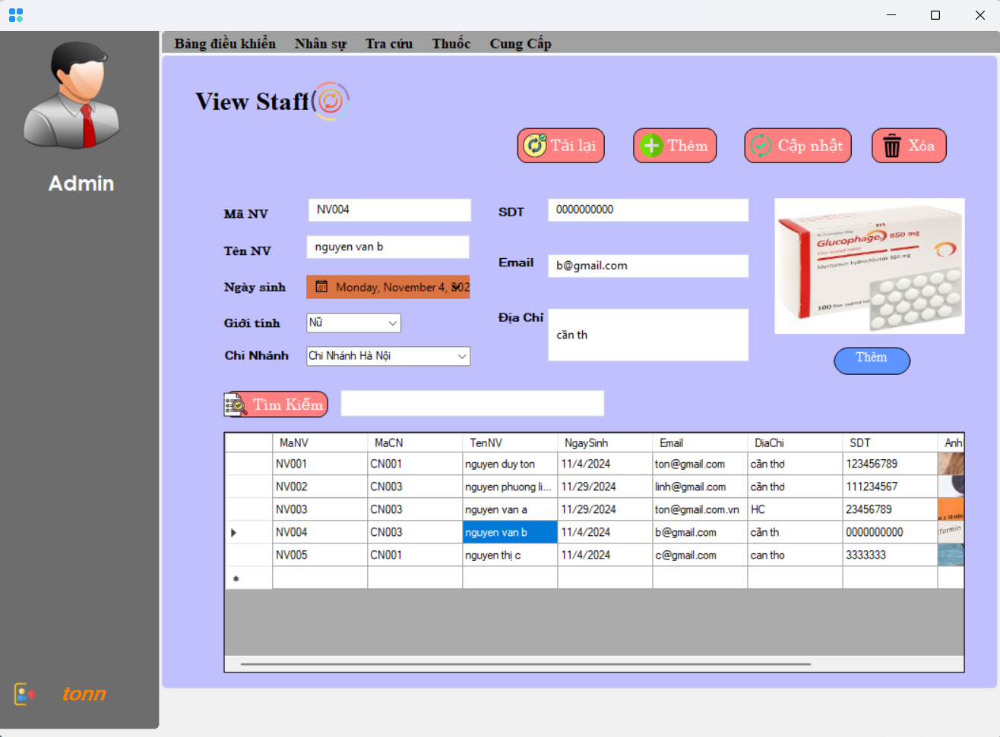 Bảng điều khiển Nhân sự Tra cứu Thuốc Cung Cấp
Admin
View Staff
Tải lại Thêm Cập nhật Xóa
Mã NV NV004
Tên NV nguyen van b
Ngày sinh Monday, November 4, 202
Giới tính Nữ
Chi Nhánh Chi Nhánh Hà Nội
SDT 0000000000
Email b@gmail.com
Địa Chỉ cần th
Glucophage 850 mg
Metformin hydrochloride 850 mg
100 film coated
Thêm
Tìm Kiếm
MaNV MaCN TenNV NgaySinh Email DiaChi SDT Anh
NV001 CN001 nguyen duy ton 11/4/2024 ton@gmail.com cần thơ 123456789
NV002 CN003 nguyen phuong li... 11/29/2024 linh@gmail.com cần thơ 111234567
NV003 CN003 nguyen van a 11/29/2024 ton@gmail.com.vn HC 23456789
NV004 CN003 nguyen van b 11/4/2024 b@gmail.com cần th 0000000000
NV005 CN001 nguyen thị c 11/4/2024 c@gmail.com can tho 3333333
tonn